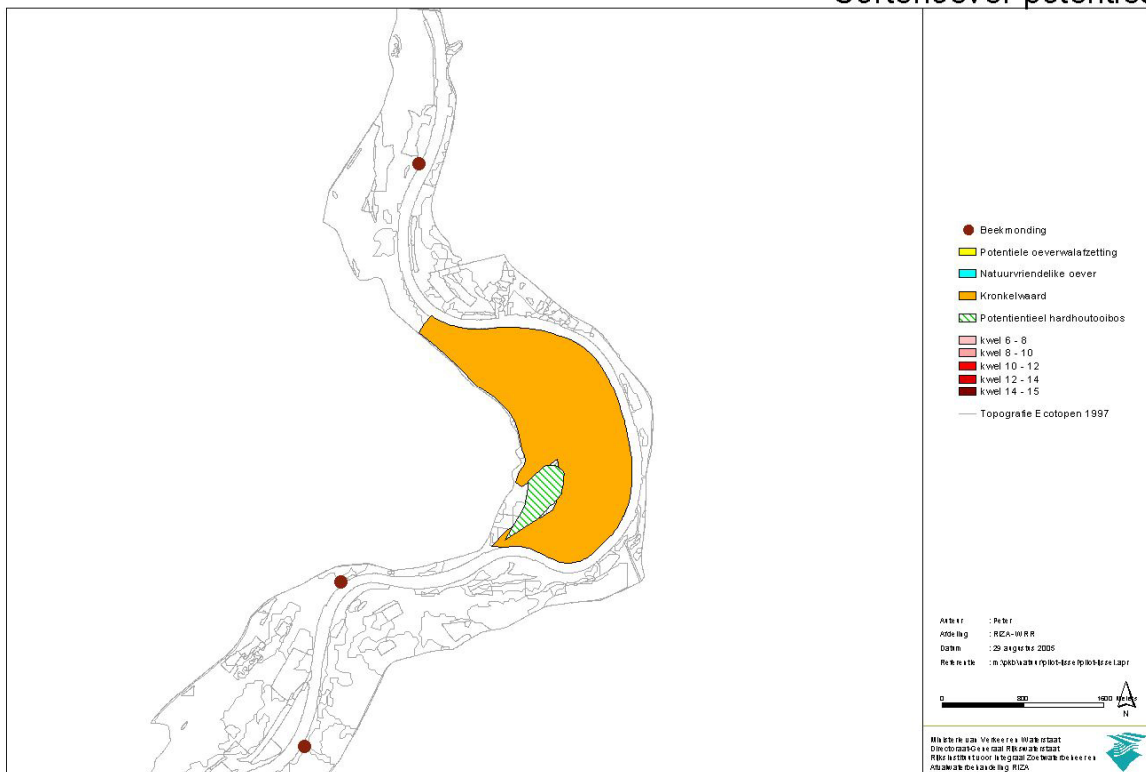 Beekmonding
Potentiele oeverwalafzetting
Natuurvriendelike oever
Kronkelwaard
Potentientieel hardhoutooibos
kwel 6 - 8
kwel 8 - 10
kwel 10 - 12
kwel 12 - 14
kwel 14 - 15
Topografie Ecotopen 1997
Auteur : Peter
Afdeling : RIZA-WRR
Datum : 29 augustus 2005
Referentie
0 800 1600 Meters
N
Ministerie van Verkeer en Waterstaat
Directoraat-Generaal Rijkswaterstaat
Rijksinstituut voor Integraal Zoetwaterbeheer en
Afvalwaterbehandeling RIZA